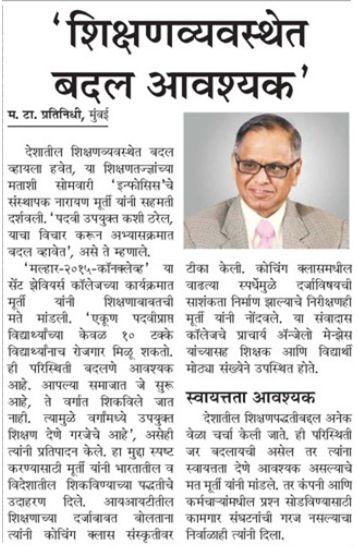 ‘शिक्षणव्यवस्थेत
बदल आवश्यक’
म. टा. प्रतिनिधी, मुंबई
देशातील शिक्षणव्यवस्थेत बदल
व्हायला हवेत, या शिक्षणतज्ज्ञांच्या
मताशी सोमवारी ‘इन्फोसिस’चे
संस्थापक नारायण मूर्ती यांनी सहमती
दर्शवली. ‘पदवी उपयुक्त कशी ठरेल,
याचा विचार करून अभ्यासक्रमात
बदल व्हावेत’, असे ते म्हणाले.
‘मल्हार-२०१५-कॉनक्लेव्ह’ या
सेंट झेवियर्स कॉलेजच्या कार्यक्रमात
मूर्ती यांनी शिक्षणाबाबतची
मते मांडली. ‘एकूण पदवीप्राप्त
विद्यार्थ्यांच्या केवळ १० टक्के
विद्यार्थ्यांनाच रोजगार मिळू शकतो.
ही परिस्थिती बदलणे आवश्यक
आहे. आपल्या समाजात जे सुरू
आहे, ते वर्गात शिकविले जात
नाही. त्यामुळे वर्गांमध्ये उपयुक्त
शिक्षण देणे गरजेचे आहे’, असेही
त्यांनी प्रतिपादन केले. हा मुद्दा स्पष्ट
करण्यासाठी मूर्ती यांनी भारतातील व
विदेशातील शिकविण्याच्या पद्धतीचे
उदाहरण दिले. आयआयटीतील
शिक्षणाच्या दर्जाबावत बोलताना
त्यांनी कोचिंग क्लास संस्कृतीवर
टीका केली. कोचिंग क्लासमधील
वाढत्या स्पर्धेमुळे दर्जाविषयची
साशंकता निर्माण झाल्याचे निरीक्षणही
मूर्ती यांनी नोंदवले. या संवादास
कॉलेजचे प्राचार्य अँन्जेलो मेन्झेस
यांच्यासह शिक्षक आणि विद्यार्थी
मोठ्या संख्येने उपस्थित होते.
स्वायत्तता आवश्यक
देशातील शिक्षणपद्धतीबद्दल अनेक
वेळा चर्चा केली जाते. ही परिस्थिती
जर बदलायची असेल तर त्यांना
स्वायत्तता देणे आवश्यक असल्याचे
मत मूर्ती यांनी मांडले. तर कंपनी आणि
कर्मचाऱ्यांमधील प्रश्न सोडविण्यासाठी
कामगार संघटनांची गरज नसल्याचा
निर्वाळाही त्यांनी दिला.